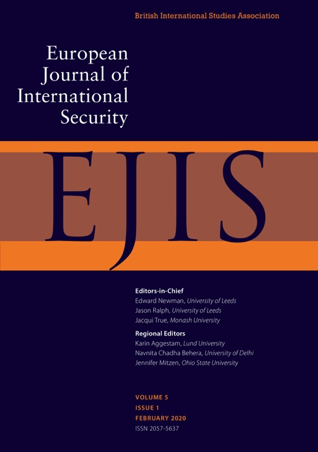 British International Studies Association
European
Journal of
International
Security
EJIS
Editors-in-Chief
Edward Newman, University of Leeds
Jason Ralph, University of Leeds
Jacqui True, Monash University
Regional Editors
Karin Aggestam, Lund University
Navnita Chadha Behera, University of Delhi
Jennifer Mitzen, Ohio State University
VOLUME 5
ISSUE 1
FEBRUARY 2020
ISSN 2057-5637